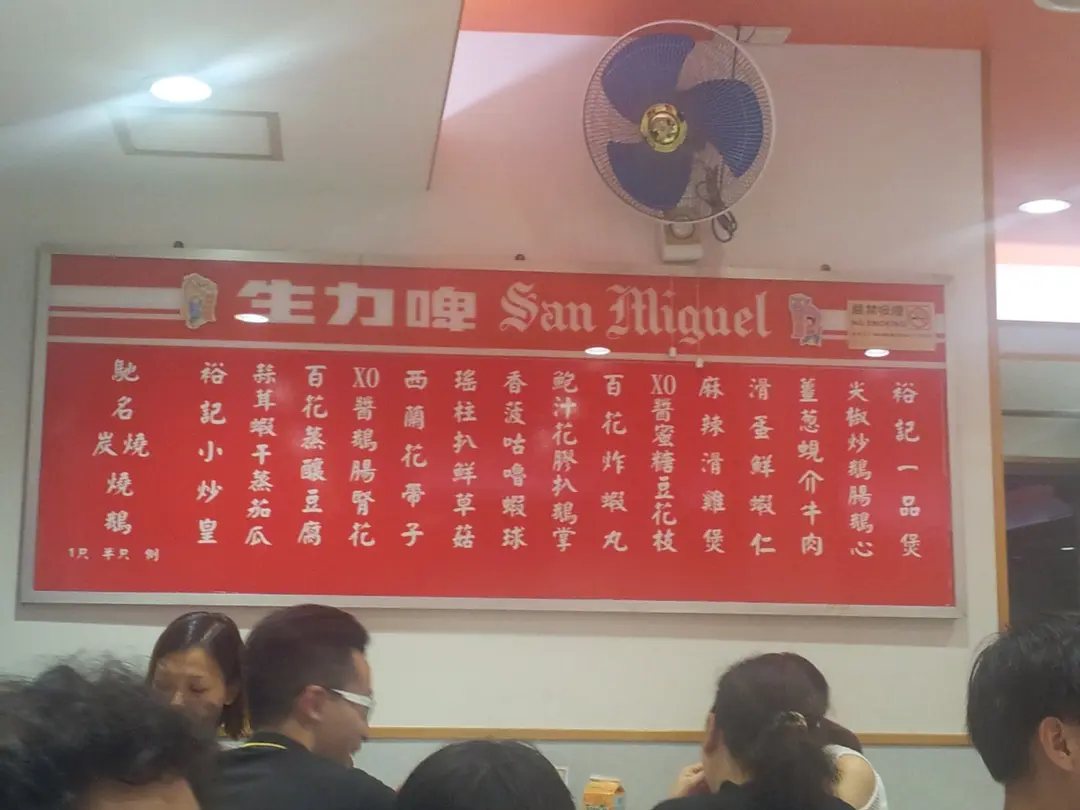 生力啤 San Miguel
嚴禁吸煙
NO SMOKING
裕記一品煲
尖椒炒鵝腸鵝心
薑蔥蜆介牛肉
滑蛋鮮蝦仁
麻辣滑雞煲
XO醬蜜糖豆花枝
百花炸蝦丸
鮑汁花膠扒鵝掌
香菠咕嚕蝦球
瑤柱扒鮮草菇
西蘭花帶子
XO醬鵝腸腎花
百花蒸釀豆腐
蒜茸蝦干蒸茄瓜
裕記小炒皇
馳名炭燒燒鵝
1只 半只 例